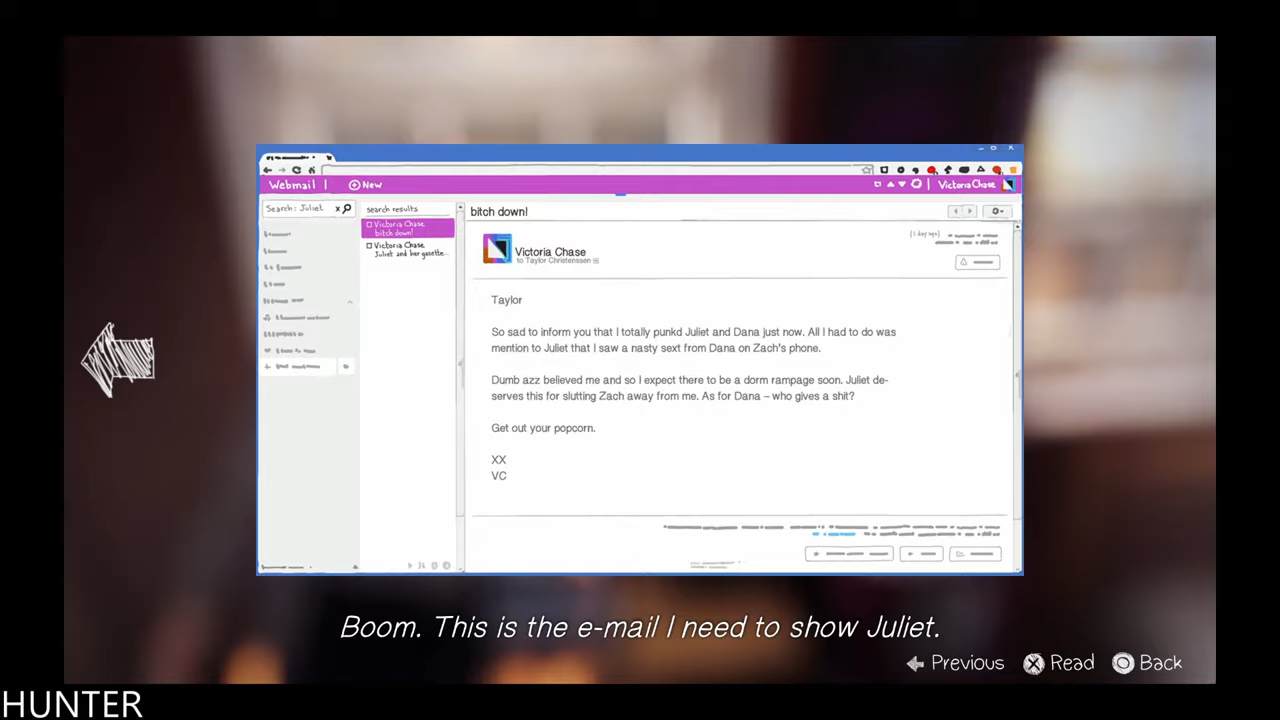 Webmail |
New
Victoria Chase
Search: Juliet x
search results
Victoria Chase
bitch down!
Victoria Chase
Juliet and her gazette...
bitch down!
Victoria Chase
to Taylor Christenssen
(1 day ago)
Taylor
So sad to inform you that I totally punkd Juliet and Dana just now. All I had to do was
mention to Juliet that I saw a nasty sext from Dana on Zach's phone.
Dumb azz believed me and so I expect there to be a dorm rampage soon. Juliet de-
serves this for slutting Zach away from me. As for Dana – who gives a shit?
Get out your popcorn.
XX
VC
Boom. This is the e-mail I need to show Juliet.
Previous
Read
Back
HUNTER